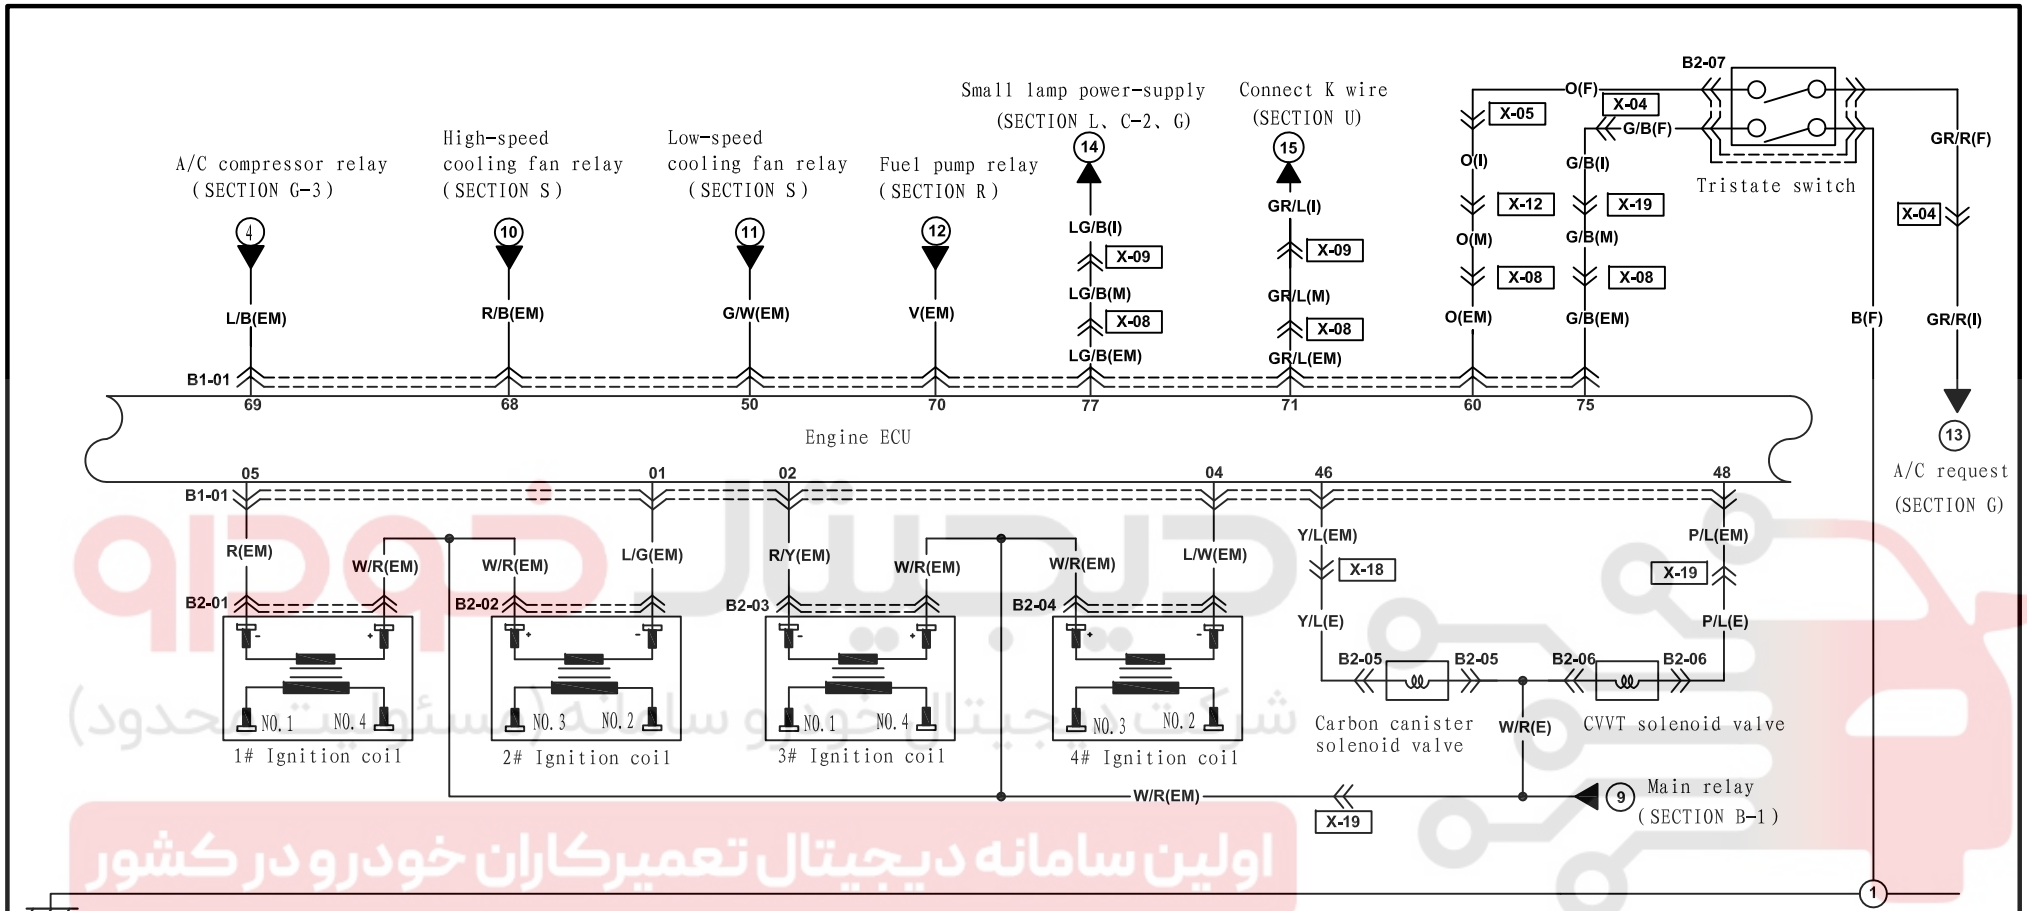 B2-07
Small lamp power-supply
(SECTION L、C-2、G)
Connect K wire
(SECTION U)
O(F)
X-04
G/B(F)
X-05
High-speed
cooling fan relay
(SECTION S)
Low-speed
cooling fan relay
(SECTION S)
A/C compressor relay
(SECTION G-3)
Fuel pump relay
(SECTION R)
14
15
GR/R(F)
O(I)
G/B(I)
Tristate switch
4
10
11
12
LG/B(I)
GR/L(I)
X-12
X-19
X-04
O(M)
G/B(M)
X-09
X-09
X-08
X-08
LG/B(M)
GR/L(M)
L/B(EM)
R/B(EM)
G/W(EM)
V(EM)
X-08
X-08
O(EM)
G/B(EM)
B(F)
GR/R(I)
LG/B(EM)
GR/L(EM)
B1-01
69
68
50
70
77
71
60
75
Engine ECU
13
A/C request
(SECTION G)
05
01
02
04
46
48
B1-01
دیجیتال خودرو
R(EM)
W/R(EM)
W/R(EM)
L/G(EM)
R/Y(EM)
W/R(EM)
W/R(EM)
L/W(EM)
Y/L(EM)
P/L(EM)
X-18
X-19
B2-01
B2-02
B2-03
B2-04
Y/L(E)
P/L(E)
- +
+ -
- +
+ -
B2-05
B2-05
B2-06
B2-06
شرکت دیجیتال خودرو سامانه (مسئولیت محدود)
NO.1 NO.4
NO.3 NO.2
NO.1 NO.4
NO.3 NO.2
1# Ignition coil
2# Ignition coil
3# Ignition coil
4# Ignition coil
Carbon canister
solenoid valve
W/R(E)
CVVT solenoid valve
W/R(EM)
X-19
9
Main relay
(SECTION B-1)
اولین سامانه دیجیتال تعمیرکاران خودرو در کشور
1